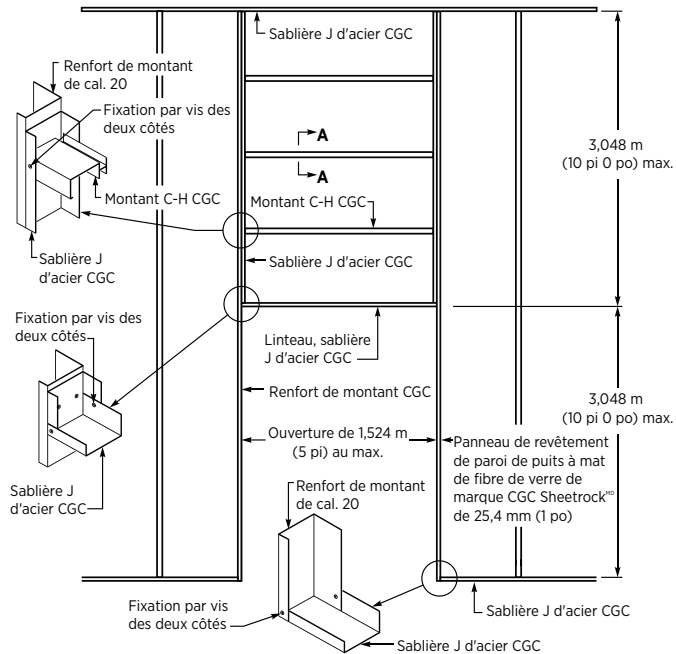 Sablière J d'acier CGC
Renfort de montant
de cal. 20
Fixation par vis des
deux côtés
A
A
3,048 m
(10 pi 0 po) max.
Montant C-H CGC
Montant C-H CGC
Sablière J
d'acier CGC
Sablière J d'acier CGC
Fixation par vis des
deux côtés
Linteau, sablière
J d'acier CGC
Renfort de montant CGC
3,048 m
(10 pi 0 po) max.
Ouverture de 1,524 m
(5 pi) au max.
Panneau de revêtement
de paroi de puits à mat
de fibre de verre de
marque CGC Sheetrock MD
de 25,4 mm (1 po)
Sablière J
d'acier CGC
Renfort de montant
de cal. 20
Fixation par vis
des deux côtés
Sablière J d'acier CGC
Sablière J d'acier CGC